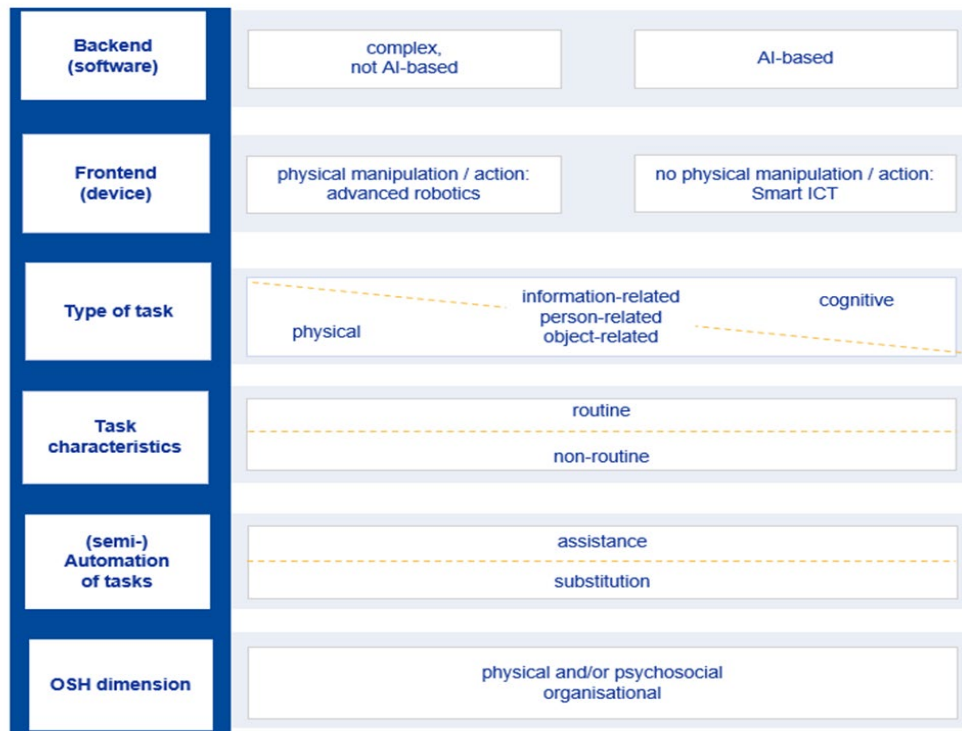 Backend
(software)
complex,
not AI-based
AI-based
Frontend
(device)
physical manipulation / action:
advanced robotics
no physical manipulation / action:
Smart ICT
Type of task
physical
information-related
person-related
object-related
cognitive
Task
characteristics
routine
non-routine
(semi-)
Automation
of tasks
assistance
substitution
OSH dimension
physical and/or psychosocial
organisational